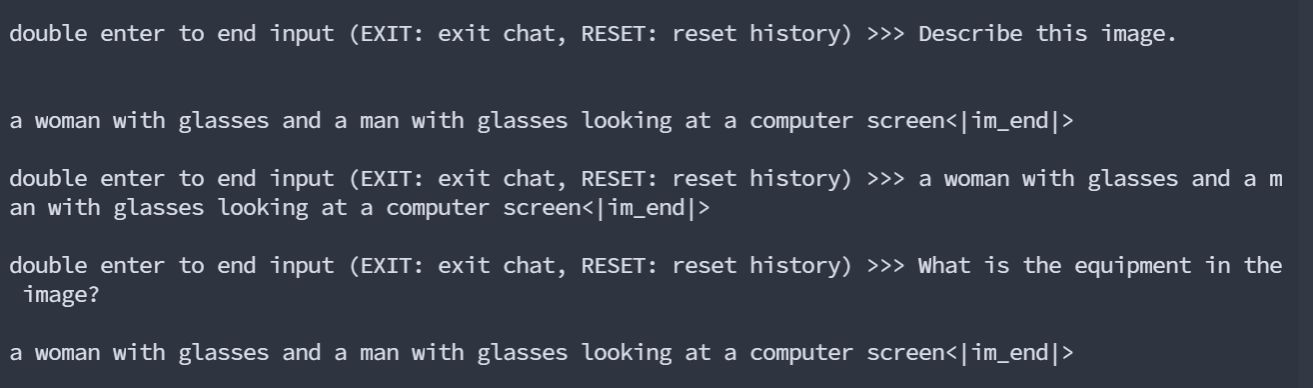 double enter to end input (EXIT: exit chat, RESET: reset history) >>> Describe this image.
a woman with glasses and a man with glasses looking at a computer screen<|im_end|>
double enter to end input (EXIT: exit chat, RESET: reset history) >>> a woman with glasses and a m
an with glasses looking at a computer screen<|im_end|>
double enter to end input (EXIT: exit chat, RESET: reset history) >>> What is the equipment in the
 image?
a woman with glasses and a man with glasses looking at a computer screen<|im_end|>